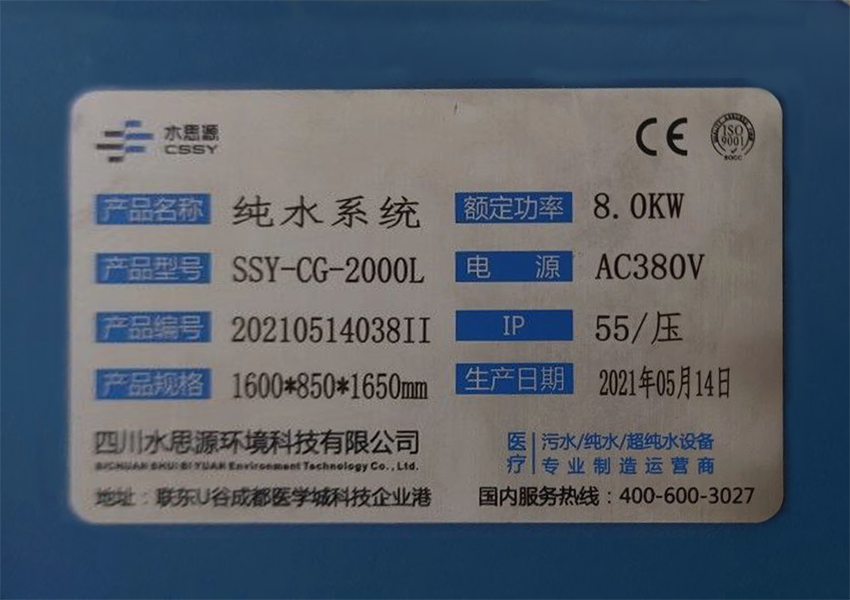 水思源
CSSY
CE
ISO
9001
产品名称 纯水系统 额定功率 8.0KW
产品型号 SSY-CG-2000L 电 源 AC380V
产品编号 20210514038II IP 55/压
产品规格 1600*850*1650mm 生产日期 2021年05月14日
四川水思源环境科技有限公司
SICHUAN SHUI SI YUAN Environment Technology Co., Ltd.
医疗 污水/纯水/超纯水设备
专业制造运营商
地址：联东U谷成都医学城科技企业港 国内服务热线：400-600-3027